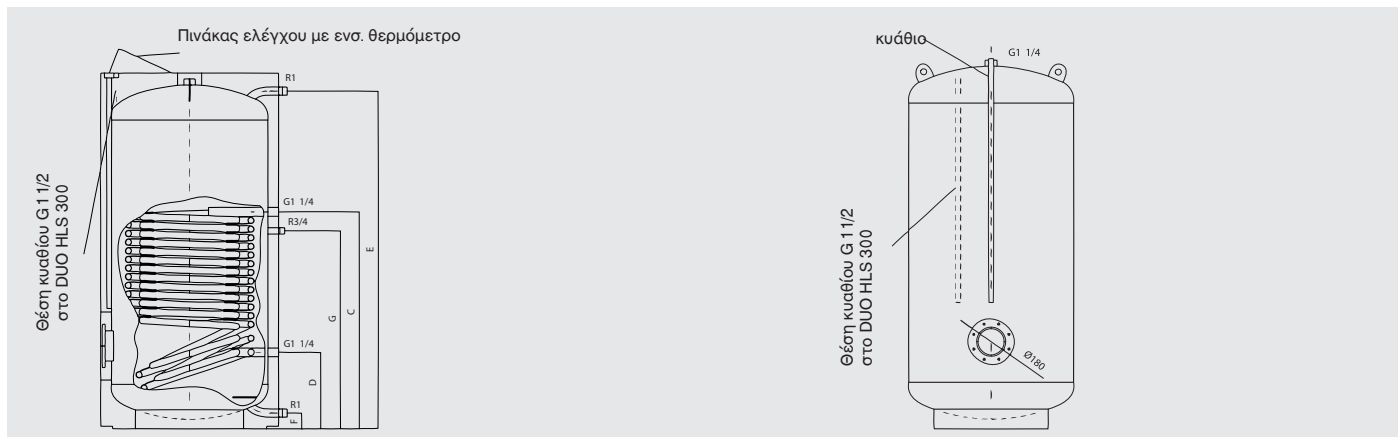 Πινάκας ελέγχου με ενσ. θερμόμετρο
R1
Θέση κυαθίου G 1 1/2
στο DUO HLS 300
G1 1/4
R3/4
E
G
C
G1 1/4
D
R1
F
κυάθιο
G1 1/4
Θέση κυαθίου G 1 1/2
στο DUO HLS 300
Ø180